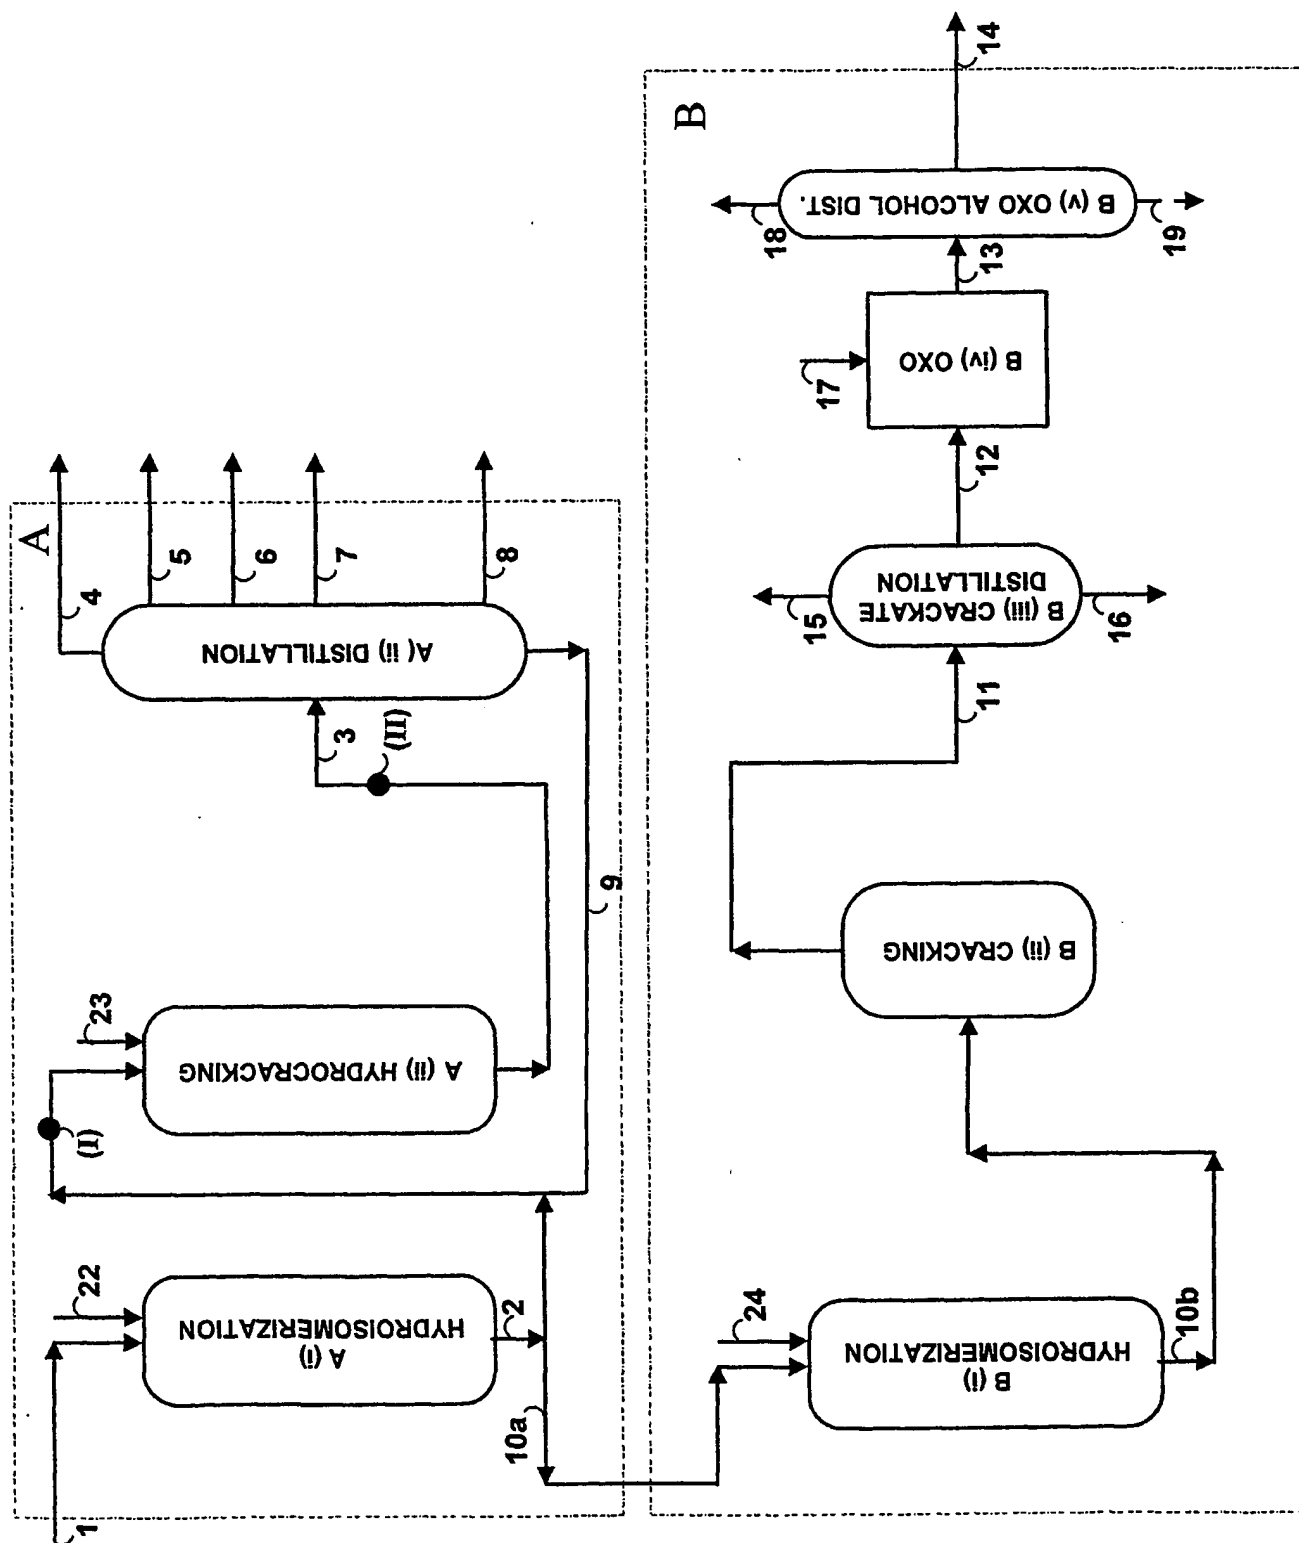 A
1
22
A (i)
HYDROISOMERIZATION
2
10a
(I)
23
A (ii) HYDROCRACKING
9
3
(II)
A( ii) DISTILLATION
4
5
6
7
8
B
24
B (i)
HYDROISOMERIZATION
10b
B (ii) CRACKING
11
B (iii) CRACKATE
DISTILLATION
15
16
12
17
B (iv) OXO
13
B (v) OXO ALCOHOL DIST.
18
19
14